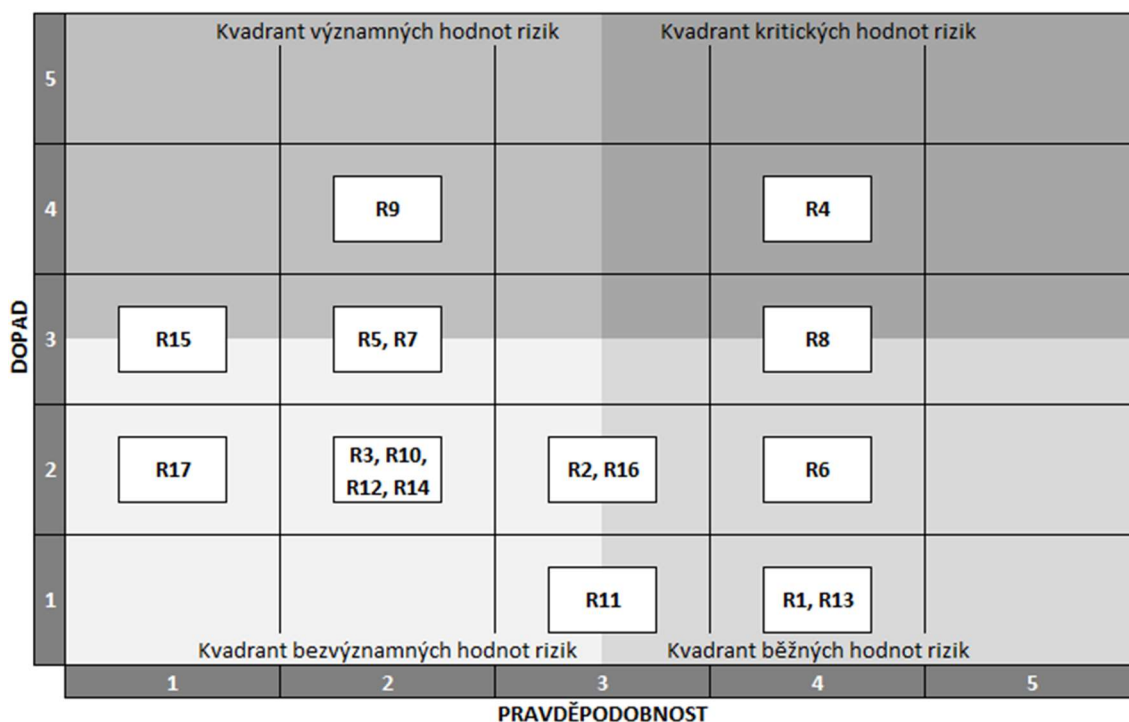 Kvadrant významných hodnot rizik
Kvadrant kritických hodnot rizik
5
4
R9
R4
DOPAD
3
R15
R5, R7
R8
2
R17
R3, R10,
R12, R14
R2, R16
R6
1
R11
R1, R13
Kvadrant bezvýznamných hodnot rizik
Kvadrant běžných hodnot rizik
1
2
3
4
5
PRAVDĚPODOBNOST